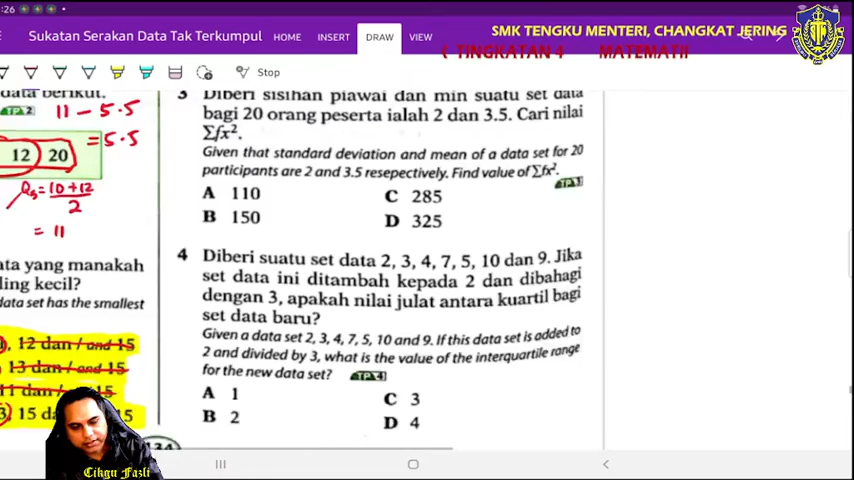 :26
SMK TENGKU MENTERI, CHANGKAT JERING
( TINGKATAN 4 MATEMATI
Sukatan Serakan Data Tak Terkumpul
HOME
INSERT
DRAW
VIEW
Stop
data berikut.
TP 2
11 - 5.5
= 5.5
12 20
Q3 = (10+12)/2
= 11
ata yang manakah
ling kecil?
data set has the smallest
12 dan / and 15
13 dan / and 15
11 dan / 15
3, 15 da 15
3 Diberi sisihan piawai dan min suatu set data
bagi 20 orang peserta ialah 2 dan 3.5. Cari nilai
Σfx².
Given that standard deviation and mean of a data set for 20
participants are 2 and 3.5 resepectively. Find value of Σfx².
A 110
B 150
C 285
D 325
4 Diberi suatu set data 2, 3, 4, 7, 5, 10 dan 9. Jika
set data ini ditambah kepada 2 dan dibahagi
dengan 3, apakah nilai julat antara kuartil bagi
set data baru?
Given a data set 2, 3, 4, 7, 5, 10 and 9. If this data set is added to
2 and divided by 3, what is the value of the interquartile range
for the new data set?
TP 4
A 1
B 2
C 3
D 4
134
Cikgu Fazli